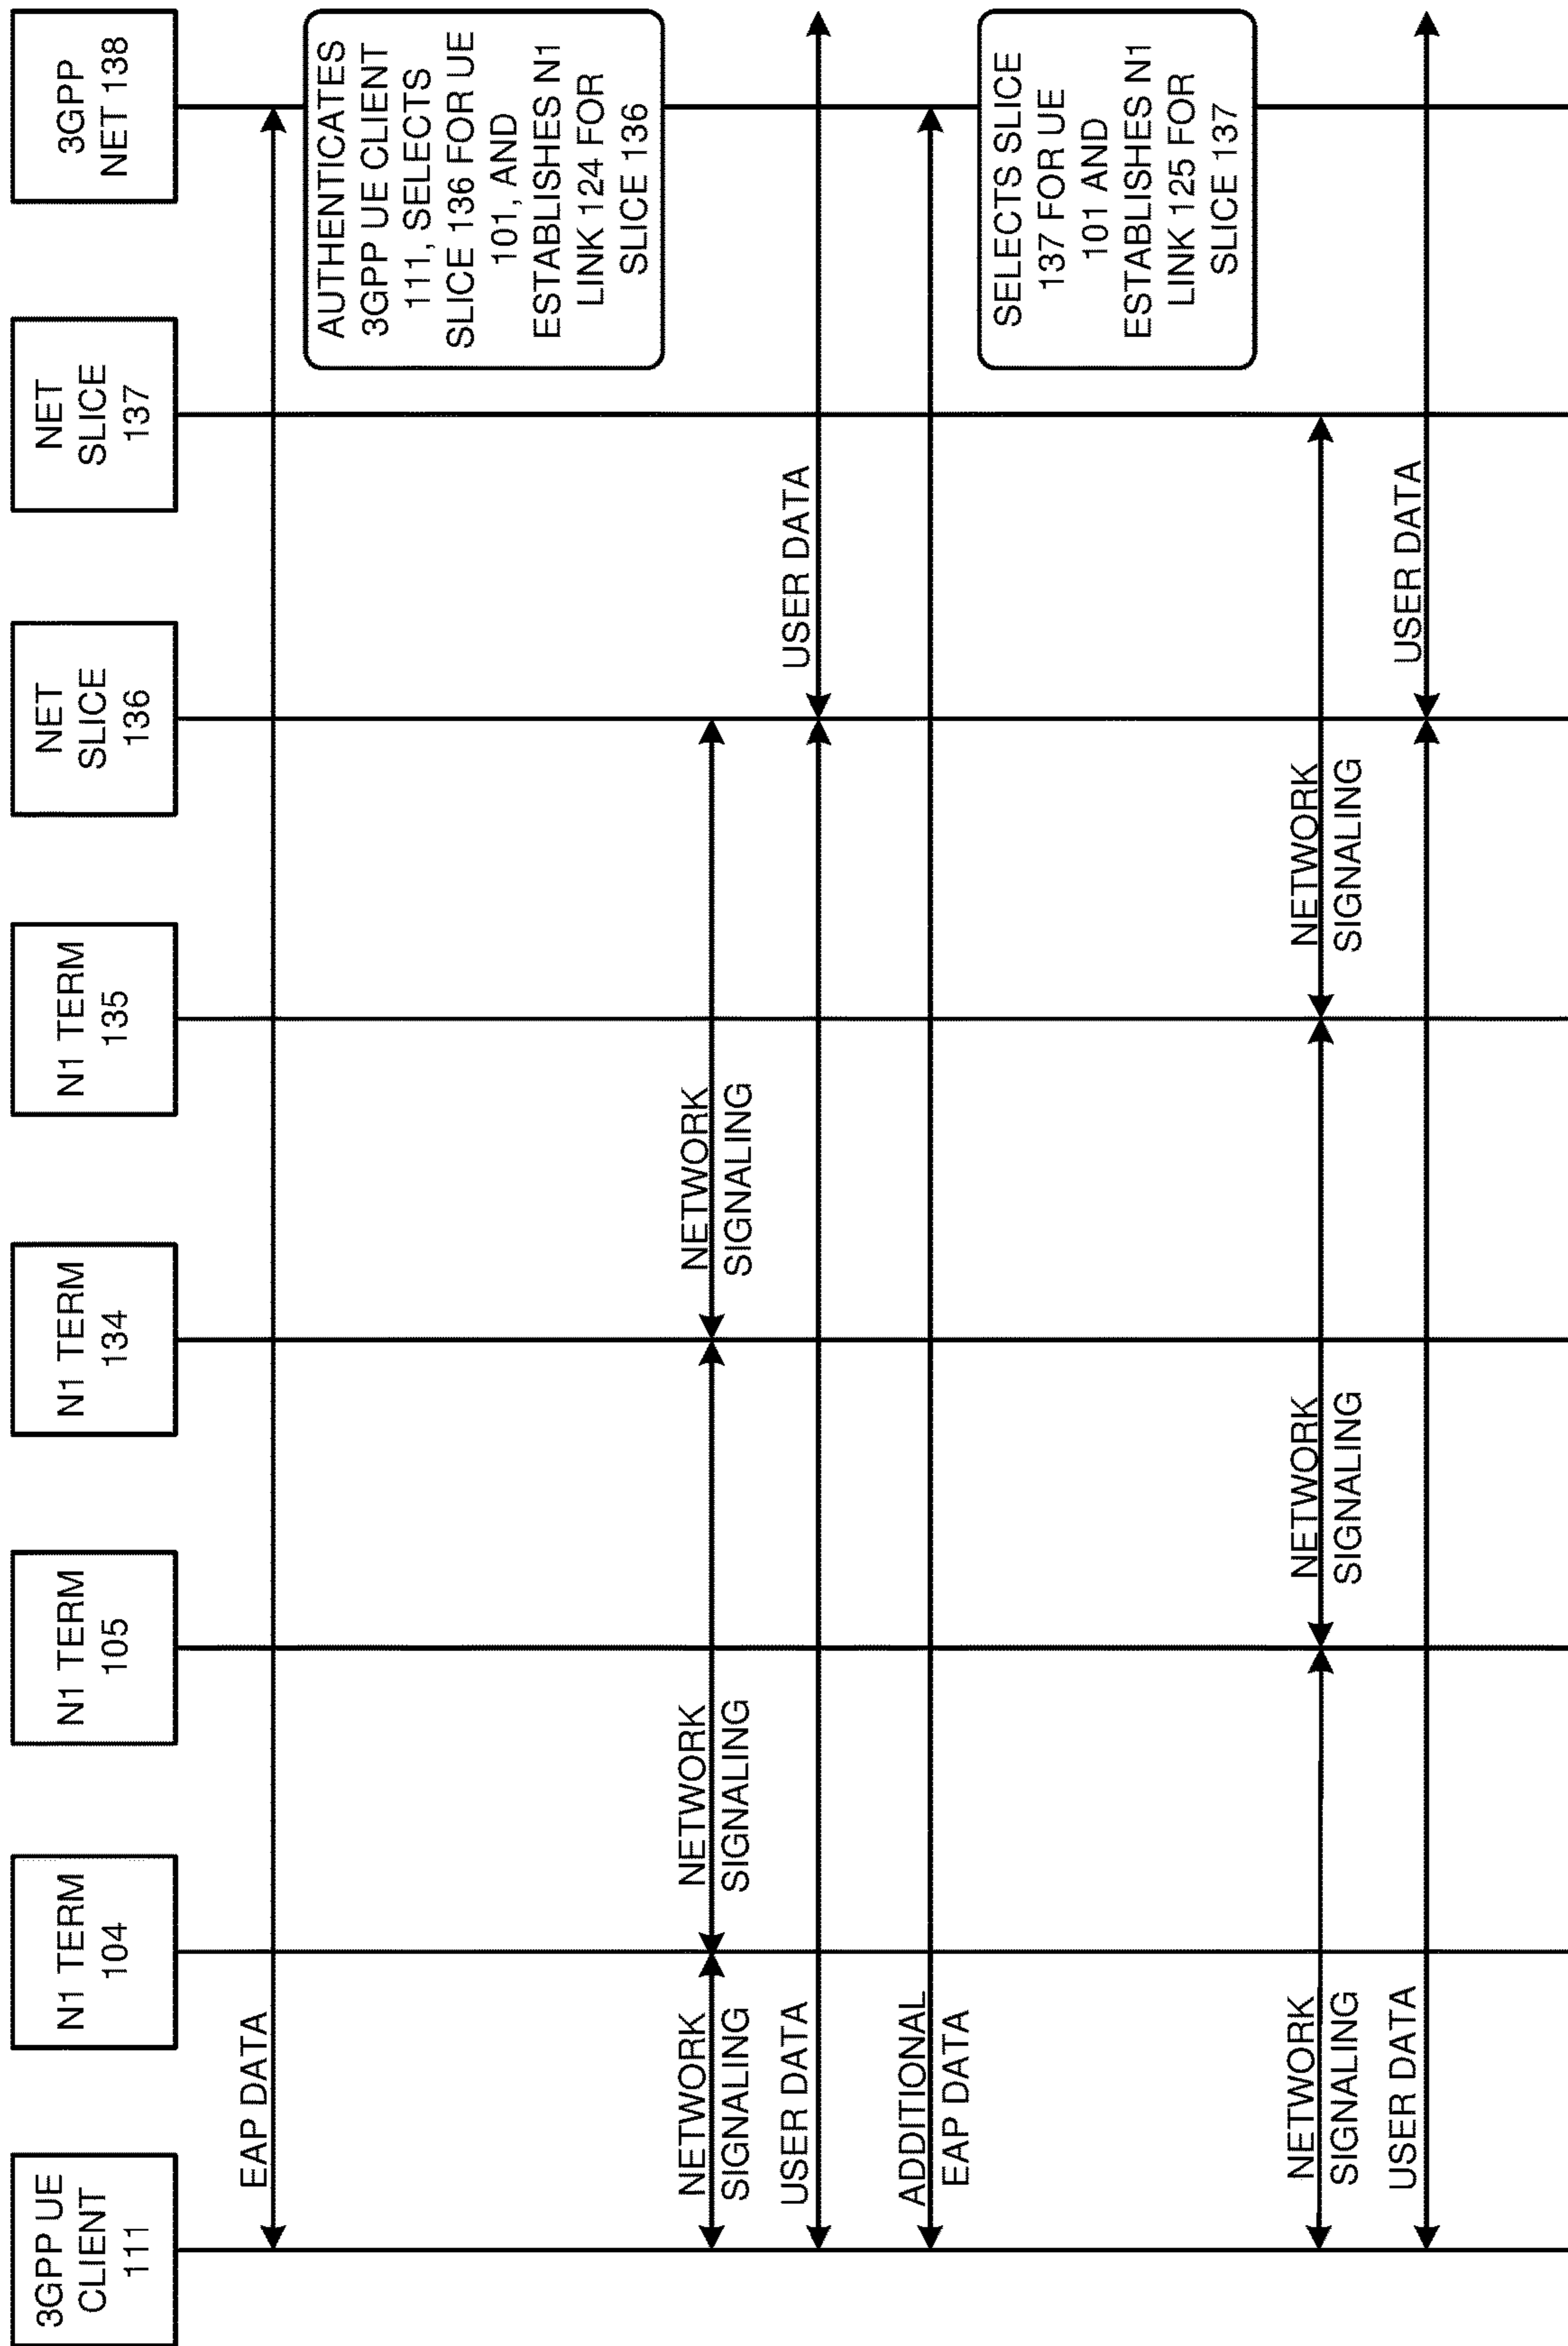 3GPP UE
CLIENT
111
N1 TERM
104
N1 TERM
105
N1 TERM
134
N1 TERM
135
NET
SLICE
136
NET
SLICE
137
3GPP
NET 138
EAP DATA
AUTHENTICATES
3GPP UE CLIENT
111, SELECTS
SLICE 136 FOR UE
101, AND
ESTABLISHES N1
LINK 124 FOR
SLICE 136
NETWORK
SIGNALING
NETWORK
SIGNALING
NETWORK
SIGNALING
USER DATA
USER DATA
ADDITIONAL
EAP DATA
SELECTS SLICE
137 FOR UE
101 AND
ESTABLISHES N1
LINK 125 FOR
SLICE 137
NETWORK
SIGNALING
NETWORK
SIGNALING
NETWORK
SIGNALING
USER DATA
USER DATA